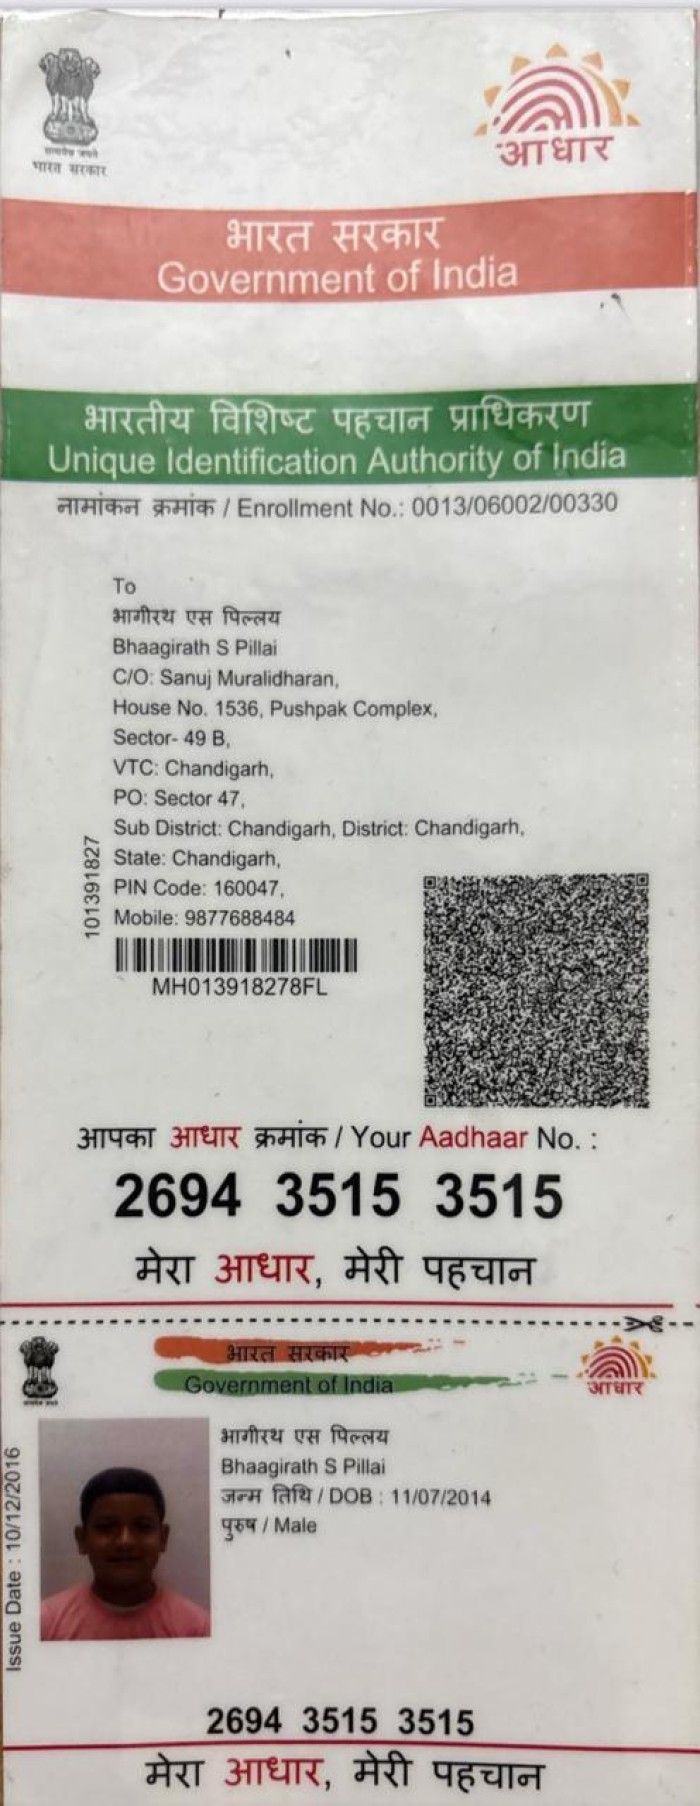 सत्यमेव जयते
भारत सरकार
आधार
भारत सरकार
Government of India
भारतीय विशिष्ट पहचान प्राधिकरण
Unique Identification Authority of India
नामांकन क्रमांक / Enrollment No.: 0013/06002/00330
To
भागीरथ एस पिल्लय
Bhaagirath S Pillai
C/O: Sanuj Muralidharan,
House No. 1536, Pushpak Complex,
Sector- 49 B,
VTC: Chandigarh,
PO: Sector 47,
Sub District: Chandigarh, District: Chandigarh,
State: Chandigarh,
PIN Code: 160047,
Mobile: 9877688484
101391827
MH013918278FL
आपका आधार क्रमांक / Your Aadhaar No. :
2694 3515 3515
मेरा आधार, मेरी पहचान
भारत सरकार
Government of India
आधार
भागीरथ एस पिल्लय
Bhaagirath S Pillai
जन्म तिथि / DOB : 11/07/2014
पुरुष / Male
Issue Date : 10/12/2016
2694 3515 3515
मेरा आधार, मेरी पहचान